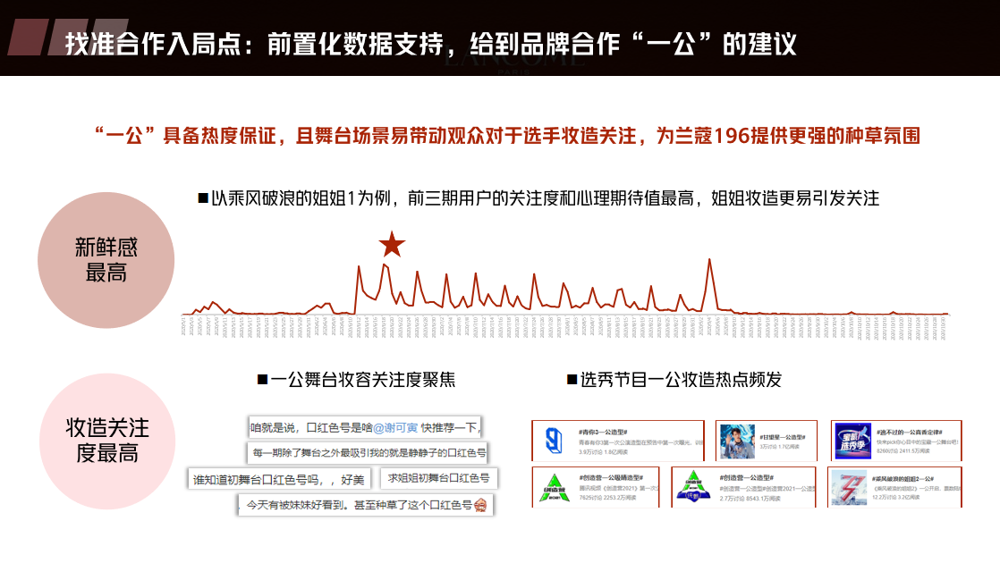 找准合作入局点：前置化数据支持，给到品牌合作“一公”的建议
LANCOME
“一公”具备热度保证，且舞台场景易带动观众对于选手妆造关注，为兰蔻196提供更强的种草氛围
■以乘风破浪的姐姐1为例，前三期用户的关注度和心理期待值最高，姐姐妆造更易引发关注
新鲜感
最高
■一公舞台妆容关注度聚焦
■选秀节目一公妆造热点频发
妆造关注
度最高
咱就是说，口红色号是啥@谢可寅 快推荐一下,
每一期除了舞台之外最吸引我的就是静静子的口红色号
谁知道初舞台口红色号吗，，好美
求姐姐初舞台口红色号
今天有被妹妹好看到。甚至种草了这个口红色号
#青你3一公造型#
青春有你3第一次公演造型在预告中第一次曝光，训
3.9万讨论 1.8亿阅读
#甘望星一公造型#
3万讨论 1.7亿阅读
#逃不过的一公真香定律#
快来pick你心目中的宝藏一公舞台吧!
8260讨论 2411.5万阅读
#创造营一公吸睛造型#
腾讯视频《创造营2021》第一次公
7625讨论 2253.2万阅读
#创造营一公造型#
#创造营一公造型#创造营2021一公造型
2.7万讨论 8543.1万阅读
#乘风破浪的姐姐2一公#
《乘风破浪的姐姐2》一公开启，
12.2万讨论 3.2亿阅读